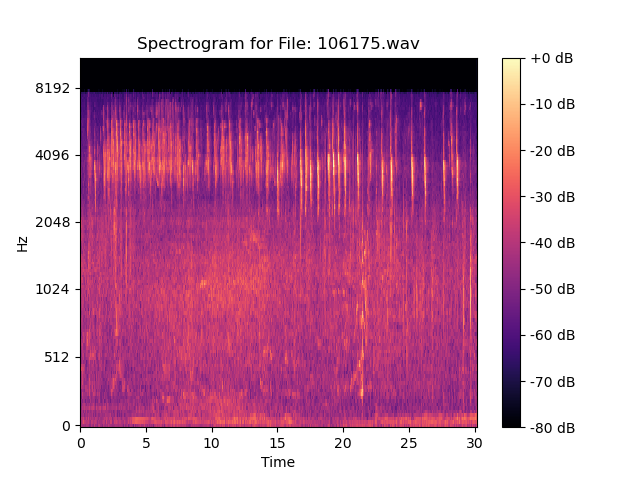 Spectrogram for File: 106175.wav
Hz
8192
4096
2048
1024
512
0
0 5 10 15 20 25 30
Time
+0 dB
-10 dB
-20 dB
-30 dB
-40 dB
-50 dB
-60 dB
-70 dB
-80 dB